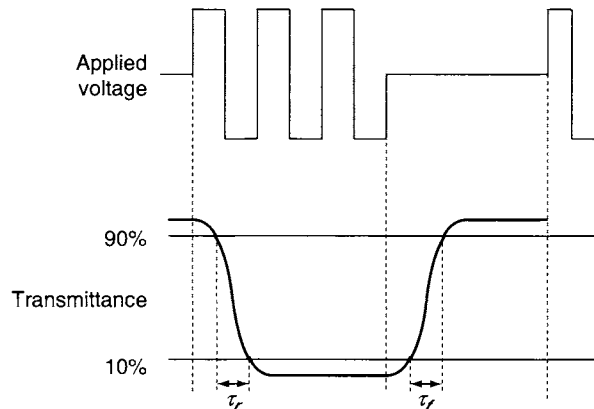 Applied
voltage
90%
Transmittance
10%
τr τf